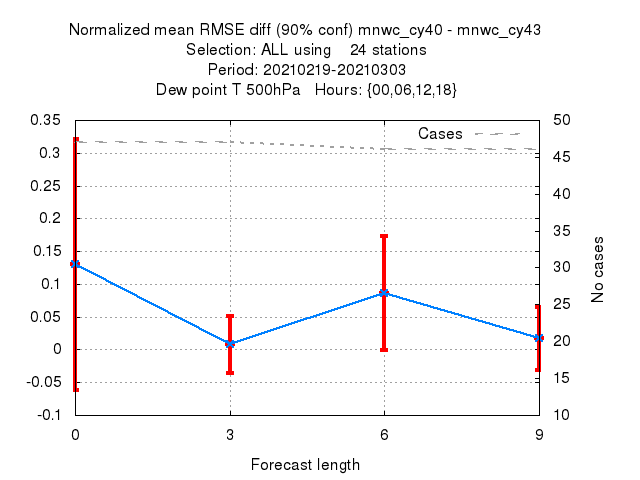 Normalized mean RMSE diff (90% conf) mnwc_cy40 - mnwc_cy43
Selection: ALL using    24 stations
Period: 20210219-20210303
Dew point T 500hPa   Hours: {00,06,12,18}
Cases
0.35
0.3
0.25
0.2
0.15
0.1
0.05
0
-0.05
-0.1
50
45
40
35
30
25
20
15
10
No cases
0 3 6 9
Forecast length